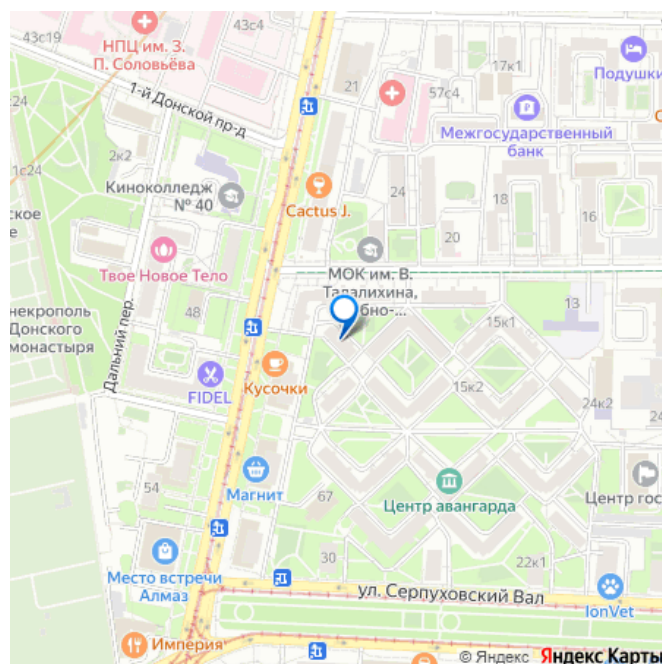 43с19
43с4
НПЦ им. З.
П. Соловьёва
21
57с4
17к1
Подушки
1-й Донской пр-д
Межгосударственный
банк
1с24
2к2
Киноколледж
№ 40
Cactus J.
24
18
16
20
ское
е
Твое Новое Тело
МОК им. В.
Талалихина,
13
некрополь
Донского
монастыря
48
15к1
Дальний пер.
FIDEL
Кусочки
15к2
24к2
54
Магнит
67
Центр авангарда
Центр гос
30
22к1
Место встречи
Алмаз
ул. Серпуховский Вал
IonVet
Империя
© Яндекс Яндекс Карты